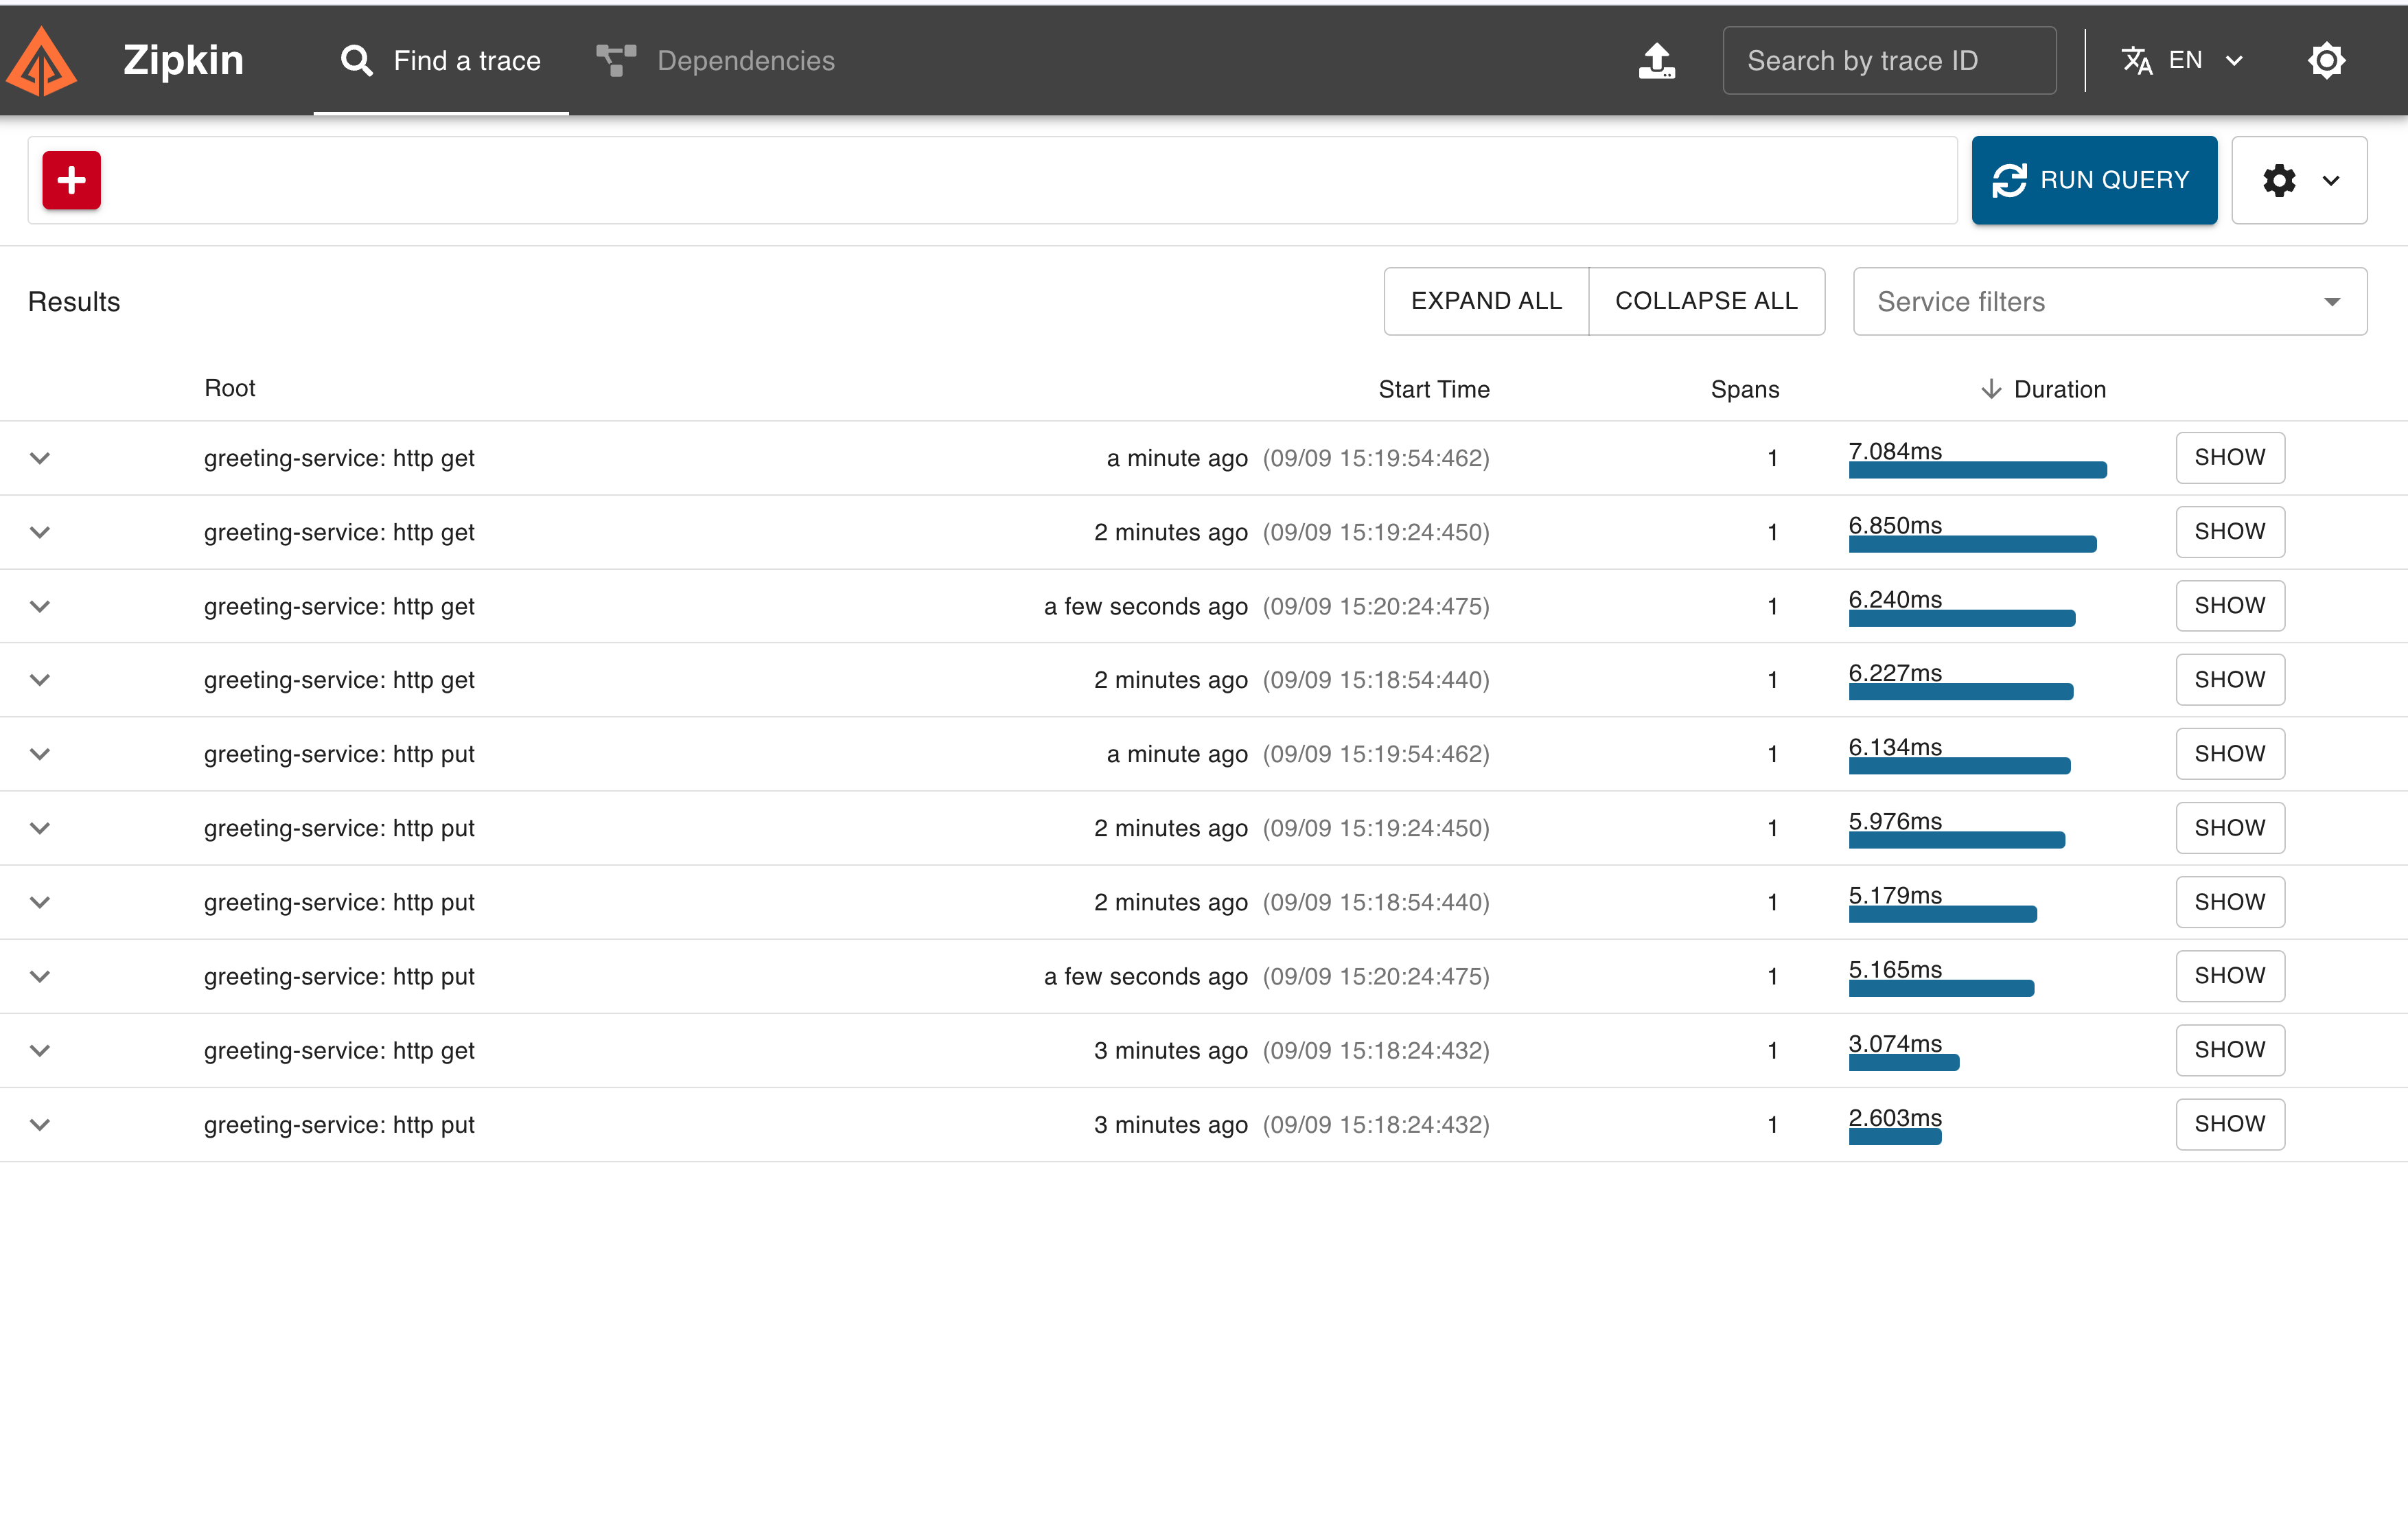 Zipkin Find a trace Dependencies Search by trace ID EN
RUN QUERY
Results EXPAND ALL COLLAPSE ALL Service filters
Root Start Time Spans Duration
greeting-service: http get a minute ago (09/09 15:19:54:462) 1 7.084ms SHOW
greeting-service: http get 2 minutes ago (09/09 15:19:24:450) 1 6.850ms SHOW
greeting-service: http get a few seconds ago (09/09 15:20:24:475) 1 6.240ms SHOW
greeting-service: http get 2 minutes ago (09/09 15:18:54:440) 1 6.227ms SHOW
greeting-service: http put a minute ago (09/09 15:19:54:462) 1 6.134ms SHOW
greeting-service: http put 2 minutes ago (09/09 15:19:24:450) 1 5.976ms SHOW
greeting-service: http put 2 minutes ago (09/09 15:18:54:440) 1 5.179ms SHOW
greeting-service: http put a few seconds ago (09/09 15:20:24:475) 1 5.165ms SHOW
greeting-service: http get 3 minutes ago (09/09 15:18:24:432) 1 3.074ms SHOW
greeting-service: http put 3 minutes ago (09/09 15:18:24:432) 1 2.603ms SHOW